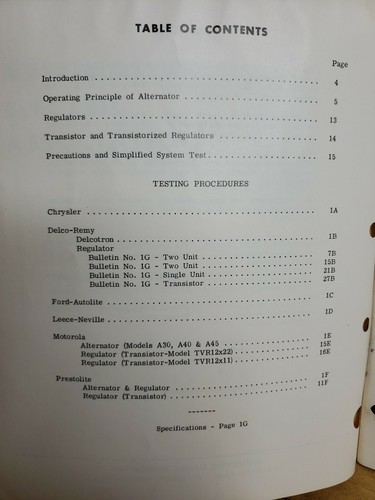 TABLE OF CONTENTS
Page
Introduction . . . . . . . . . . . . . . . . . . . . . . . . . . 4
Operating Principle of Alternator . . . . . . . . . . . . . . . . 5
Regulators . . . . . . . . . . . . . . . . . . . . . . . . . . . 13
Transistor and Transistorized Regulators . . . . . . . . . . . . 14
Precautions and Simplified System Test . . . . . . . . . . . . . 15
TESTING PROCEDURES
Chrysler . . . . . . . . . . . . . . . . . . . . . . . . . . . . 1A
Delco-Remy
Delcotron . . . . . . . . . . . . . . . . . . . . . . . . . . . 1B
Regulator
Bulletin No. 1G - Two Unit . . . . . . . . . . . . . . . . . . . 7B
Bulletin No. 1G - Two Unit . . . . . . . . . . . . . . . . . . . 15B
Bulletin No. 1G - Single Unit . . . . . . . . . . . . . . . . . 21B
Bulletin No. 1G - Transistor . . . . . . . . . . . . . . . . . . 27B
Ford-Autolite . . . . . . . . . . . . . . . . . . . . . . . . . 1C
Leece-Neville . . . . . . . . . . . . . . . . . . . . . . . . . 1D
Motorola
Alternator (Models A30, A40 & A45 . . . . . . . . . . . . . . . 1E
Regulator (Transistor-Model TVR12x22) . . . . . . . . . . . . . 15E
Regulator (Transistor-Model TVR12x11) . . . . . . . . . . . . . 16E
Prestolite
Alternator & Regulator . . . . . . . . . . . . . . . . . . . . . 1F
Regulator (Transistor) . . . . . . . . . . . . . . . . . . . . . 11F
-------
Specifications - Page 1G